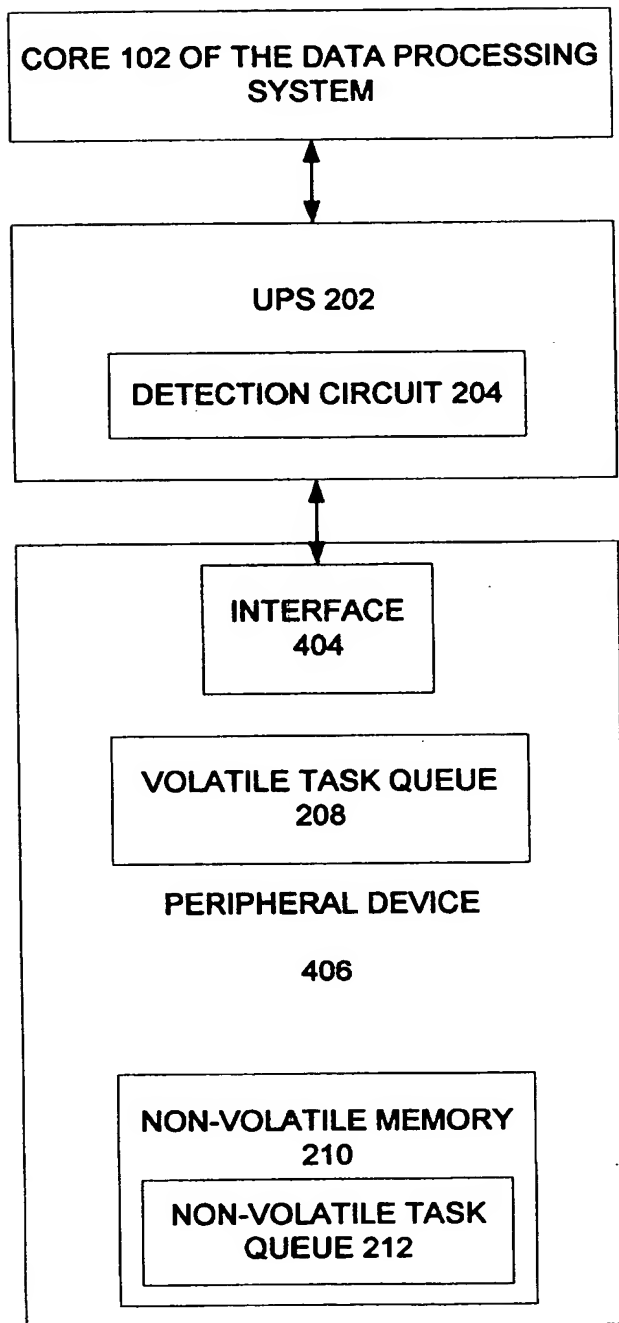 CORE 102 OF THE DATA PROCESSING
SYSTEM
UPS 202
DETECTION CIRCUIT 204
INTERFACE
404
VOLATILE TASK QUEUE
208
PERIPHERAL DEVICE
406
NON-VOLATILE MEMORY
210
NON-VOLATILE TASK
QUEUE 212